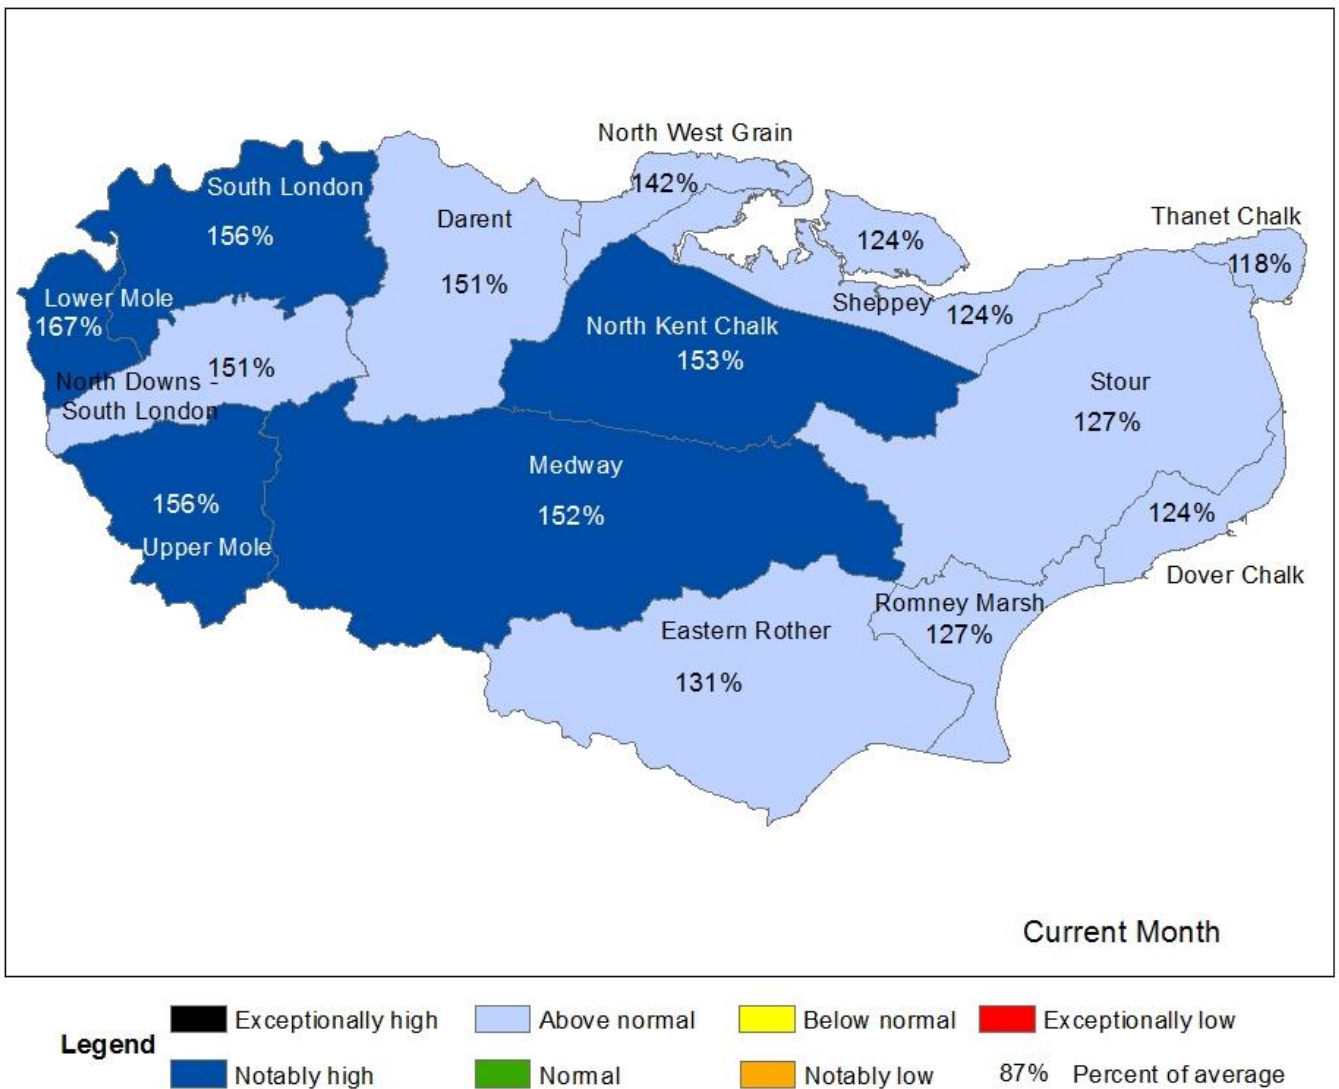 North West Grain
142%
South London
156%
Darent
151%
Thanet Chalk
118%
124%
Lower Mole
167%
Sheppey
124%
North Kent Chalk
153%
151%
North Downs -
South London
Stour
127%
Medway
152%
156%
Upper Mole
124%
Dover Chalk
Romney Marsh
127%
Eastern Rother
131%
Current Month
Legend
Exceptionally high
Above normal
Below normal
Exceptionally low
Notably high
Normal
Notably low
87% Percent of average